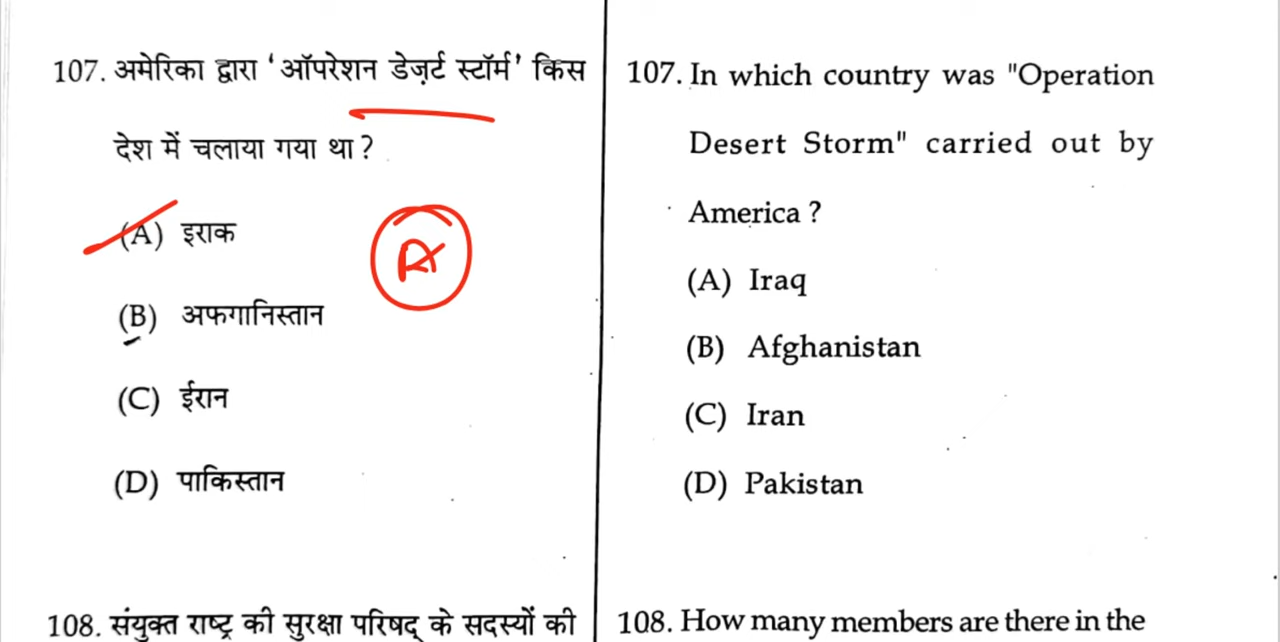 107. अमेरिका द्वारा ‘ऑपरेशन डेज़र्ट स्टॉर्म’ किस
देश में चलाया गया था ?
(A) इराक
A
(B) अफगानिस्तान
(C) ईरान
(D) पाकिस्तान
108. संयुक्त राष्ट्र की सुरक्षा परिषद् के सदस्यों की
107. In which country was "Operation
Desert Storm" carried out by
America ?
(A) Iraq
(B) Afghanistan
(C) Iran
(D) Pakistan
108. How many members are there in the